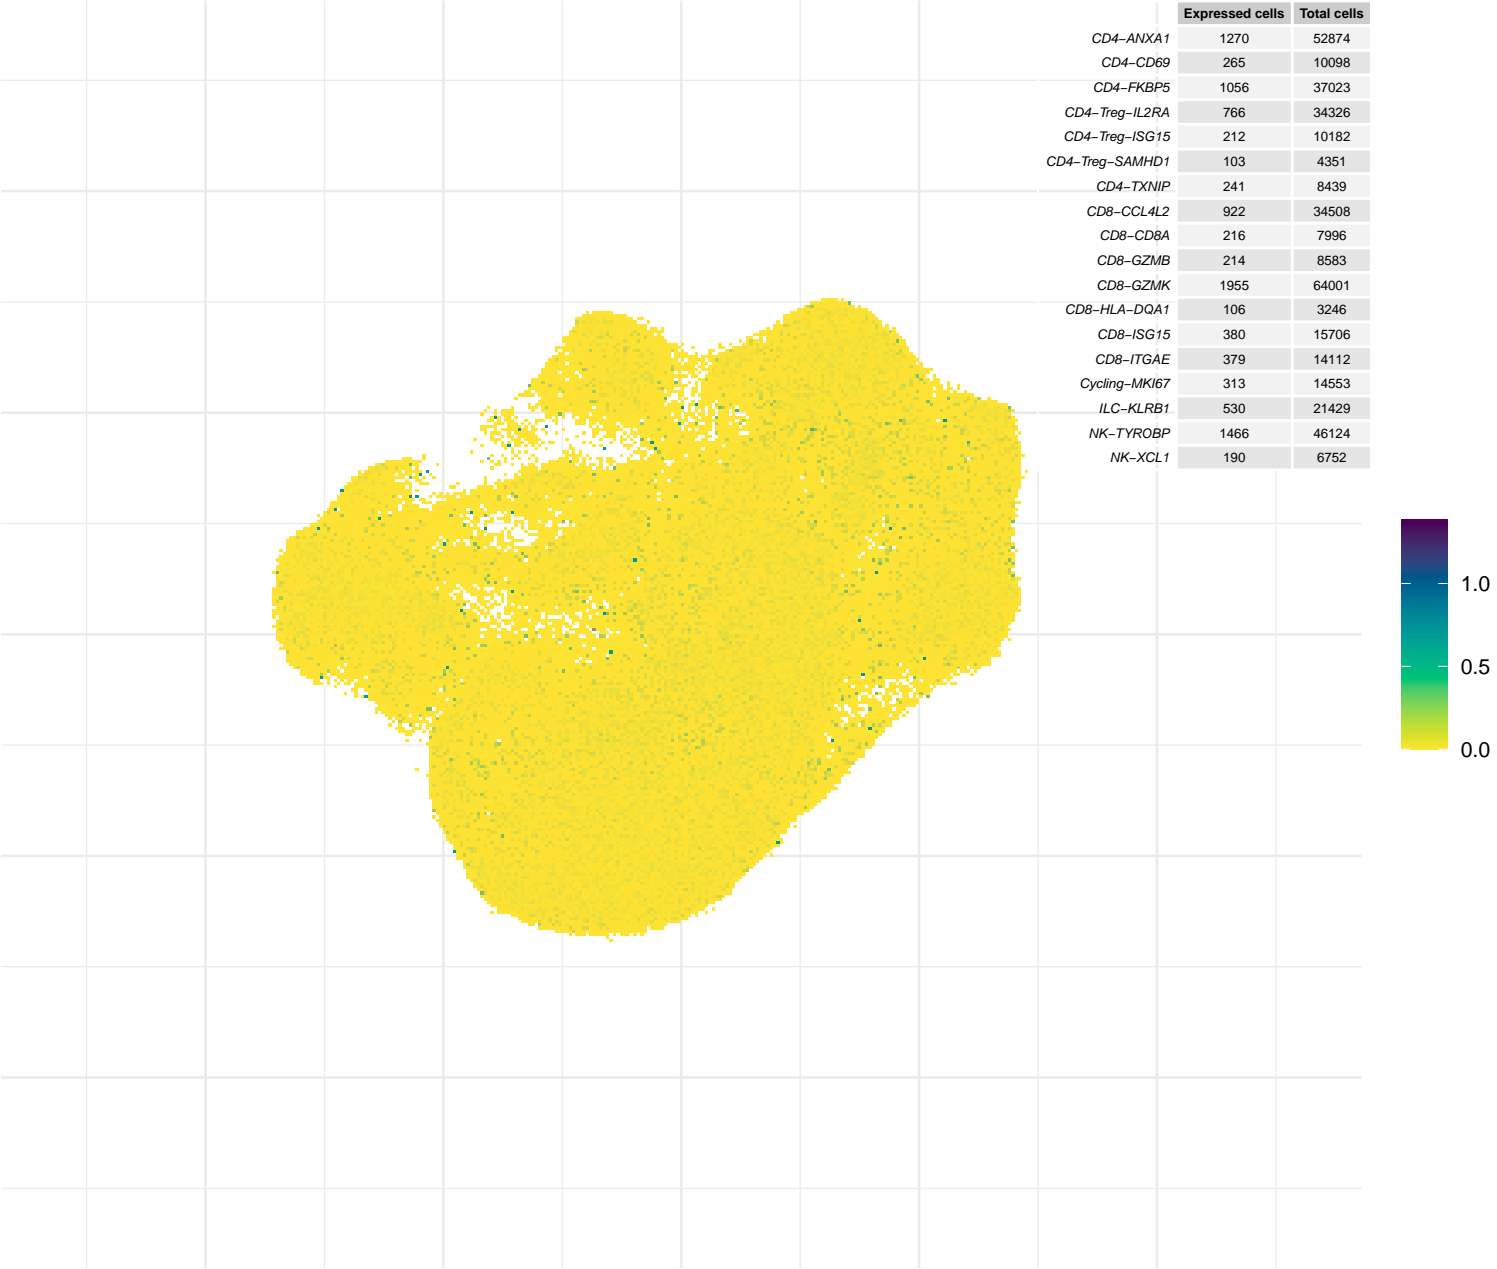 Expressed cells Total cells
CD4−ANXA1 1270 52874
CD4−CD69 265 10098
CD4−FKBP5 1056 37023
CD4−Treg−IL2RA 766 34326
CD4−Treg−ISG15 212 10182
CD4−Treg−SAMHD1 103 4351
CD4−TXNIP 241 8439
CD8−CCL4L2 922 34508
CD8−CD8A 216 7996
CD8−GZMB 214 8583
CD8−GZMK 1955 64001
CD8−HLA−DQA1 106 3246
CD8−ISG15 380 15706
CD8−ITGAE 379 14112
Cycling−MKI67 313 14553
ILC−KLRB1 530 21429
NK−TYROBP 1466 46124
NK−XCL1 190 6752
1.0
0.5
0.0